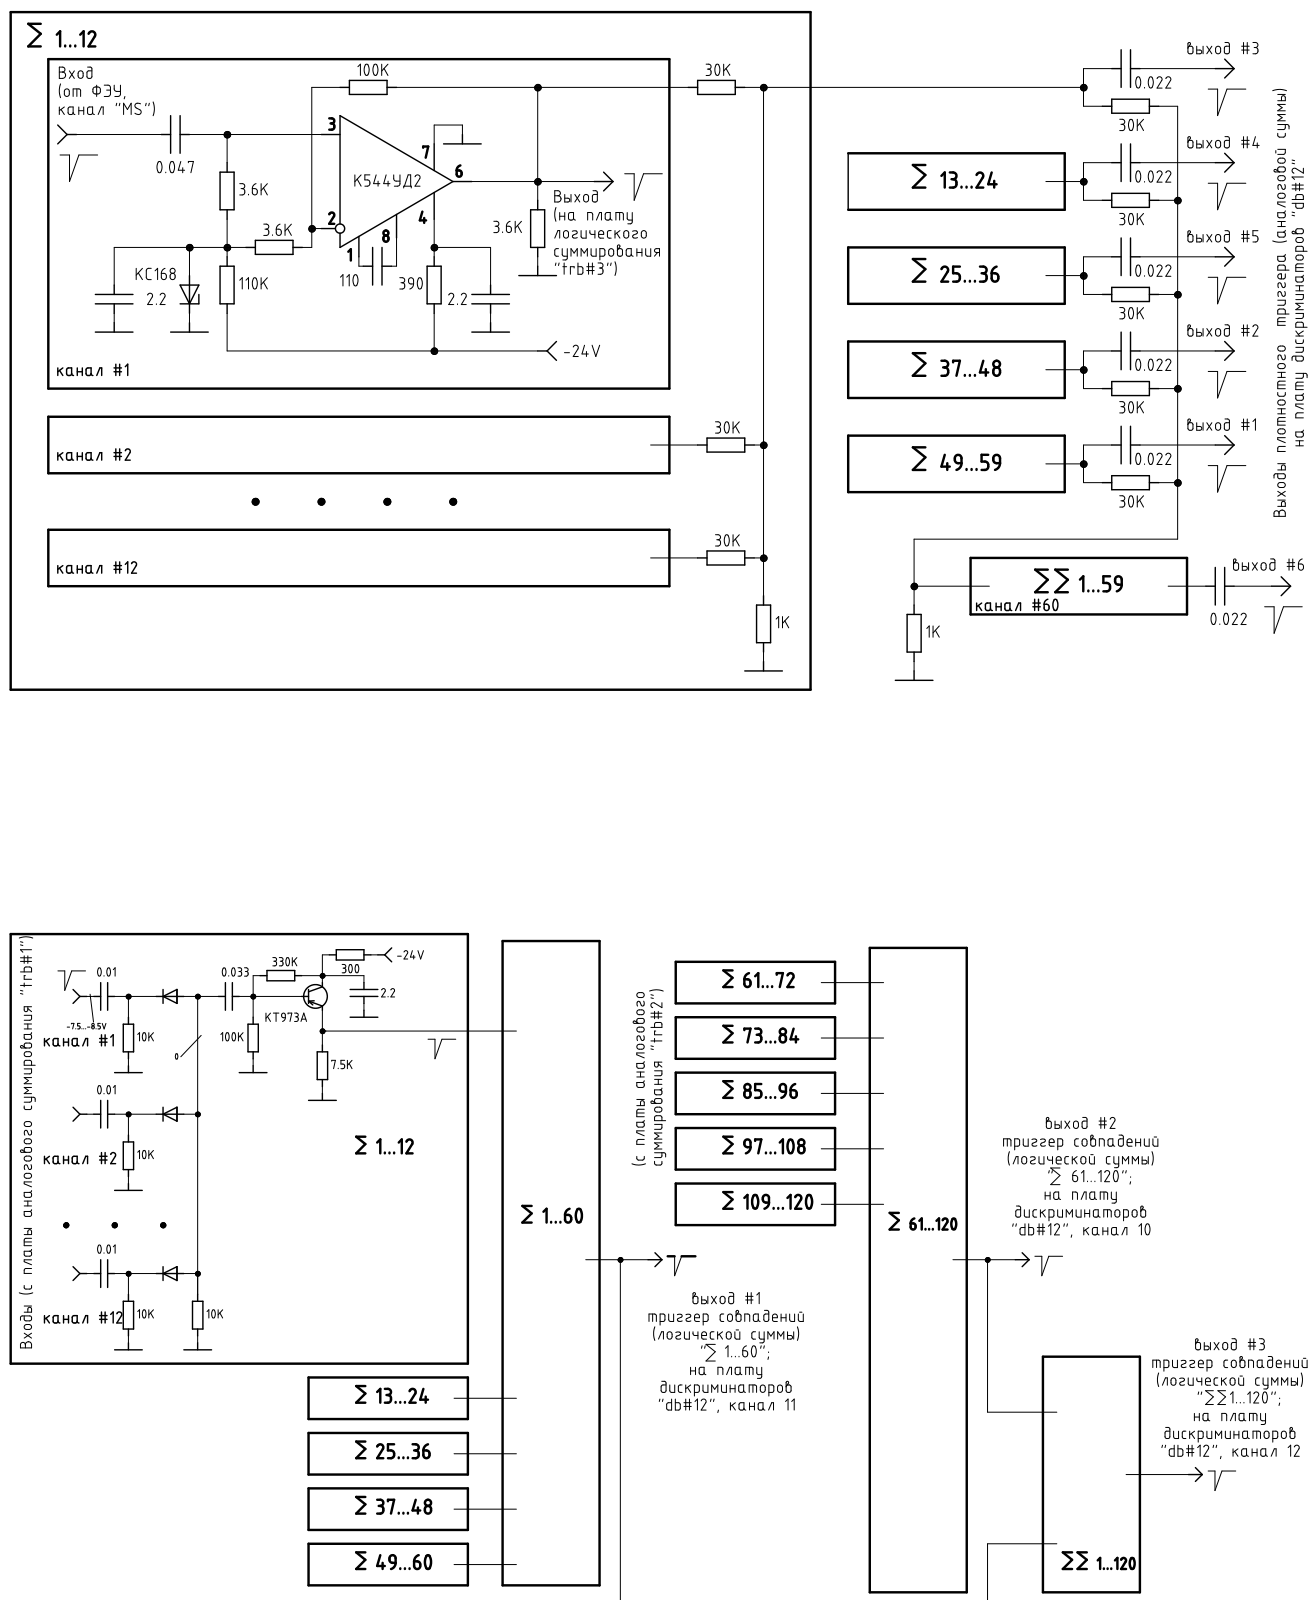 ∑ 1...12
Вход
(от ФЭУ,
канал "MS")
0.047
3.6K
3.6K
КС168
2.2
110K
100K
3
2
1
8
7
6
4
К544УД2
110
390
2.2
3.6K
Выход
(на плату
логического
суммирования
"trb#3")
-24V
канал #1
30K
канал #2
30K
канал #12
30K
1K
выход #3
0.022
30K
∑ 13...24
выход #4
0.022
30K
∑ 25...36
выход #5
0.022
30K
∑ 37...48
выход #2
0.022
30K
∑ 49...59
выход #1
0.022
30K
Выходы плотностного триггера (аналоговой суммы)
на плату дискриминаторов "db#12"
∑∑ 1...59
канал #60
выход #6
0.022
1K
Входы (с платы аналогового суммирования "trb#1")
0.01
-7.5...-8.5V
канал #1
10K
0
0.033
330K
100K
КТ973А
300
-24V
2.2
7.5K
0.01
канал #2
10K
∑ 1...12
0.01
канал #12
10K
10K
∑ 13...24
∑ 25...36
∑ 37...48
∑ 49...60
∑ 1...60
выход #1
триггер совпадений
(логической суммы)
"∑ 1...60";
на плату
дискриминаторов
"db#12", канал 11
(с платы аналогового
суммирования "trb#2")
∑ 61...72
∑ 73...84
∑ 85...96
∑ 97...108
∑ 109...120
∑ 61...120
выход #2
триггер совпадений
(логической суммы)
"∑ 61...120";
на плату
дискриминаторов
"db#12", канал 10
выход #3
триггер совпадений
(логической суммы)
"∑∑1...120";
на плату
дискриминаторов
"db#12", канал 12
∑∑ 1...120